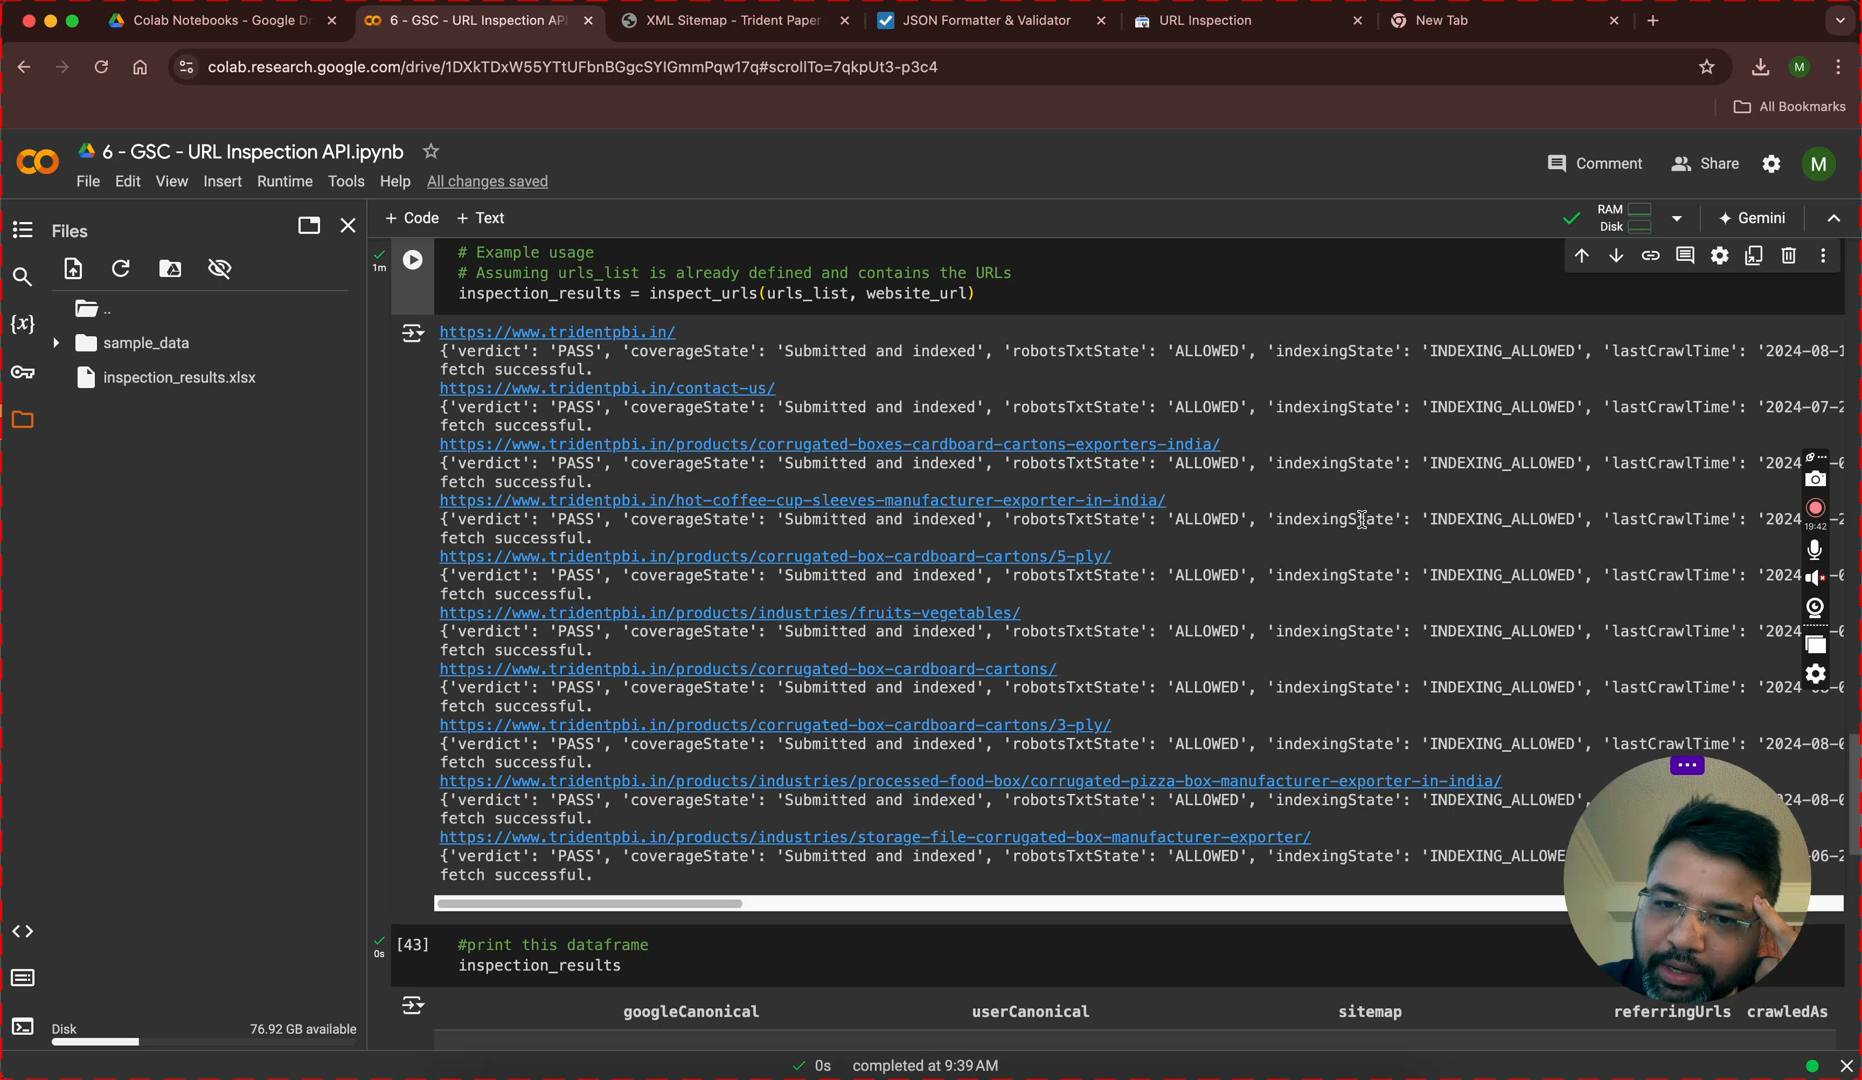 Colab Notebooks - Google Dr
6 - GSC - URL Inspection API
XML Sitemap - Trident Paper
JSON Formatter & Validator
URL Inspection
New Tab
colab.research.google.com/drive/1DXkTDxW55YTtUFbnBGgcSYIGmmPqw17q#scrollTo=7qkpUt3-p3c4
M
All Bookmarks
6 - GSC - URL Inspection API.ipynb
Comment
Share
M
File Edit View Insert Runtime Tools Help All changes saved
Files
+ Code + Text
RAM
Disk
Gemini
..
sample_data
inspection_results.xlsx
1m
# Example usage
# Assuming urls_list is already defined and contains the URLs
inspection_results = inspect_urls(urls_list, website_url)
https://www.tridentpbi.in/
{'verdict': 'PASS', 'coverageState': 'Submitted and indexed', 'robotsTxtState': 'ALLOWED', 'indexingState': 'INDEXING_ALLOWED', 'lastCrawlTime': '2024-08-1
fetch successful.
https://www.tridentpbi.in/contact-us/
{'verdict': 'PASS', 'coverageState': 'Submitted and indexed', 'robotsTxtState': 'ALLOWED', 'indexingState': 'INDEXING_ALLOWED', 'lastCrawlTime': '2024-07-2
fetch successful.
https://www.tridentpbi.in/products/corrugated-boxes-cardboard-cartons-exporters-india/
{'verdict': 'PASS', 'coverageState': 'Submitted and indexed', 'robotsTxtState': 'ALLOWED', 'indexingState': 'INDEXING_ALLOWED', 'lastCrawlTime': '2024
fetch successful.
https://www.tridentpbi.in/hot-coffee-cup-sleeves-manufacturer-exporter-in-india/
{'verdict': 'PASS', 'coverageState': 'Submitted and indexed', 'robotsTxtState': 'ALLOWED', 'indexingState': 'INDEXING_ALLOWED', 'lastCrawlTime': '2024
fetch successful.
https://www.tridentpbi.in/products/corrugated-box-cardboard-cartons/5-ply/
{'verdict': 'PASS', 'coverageState': 'Submitted and indexed', 'robotsTxtState': 'ALLOWED', 'indexingState': 'INDEXING_ALLOWED', 'lastCrawlTime': '2024
fetch successful.
https://www.tridentpbi.in/products/industries/fruits-vegetables/
{'verdict': 'PASS', 'coverageState': 'Submitted and indexed', 'robotsTxtState': 'ALLOWED', 'indexingState': 'INDEXING_ALLOWED', 'lastCrawlTime': '2024
fetch successful.
https://www.tridentpbi.in/products/corrugated-box-cardboard-cartons/
{'verdict': 'PASS', 'coverageState': 'Submitted and indexed', 'robotsTxtState': 'ALLOWED', 'indexingState': 'INDEXING_ALLOWED', 'lastCrawlTime': '2024
fetch successful.
https://www.tridentpbi.in/products/corrugated-box-cardboard-cartons/3-ply/
{'verdict': 'PASS', 'coverageState': 'Submitted and indexed', 'robotsTxtState': 'ALLOWED', 'indexingState': 'INDEXING_ALLOWED', 'lastCrawlTime': '2024-08-0
fetch successful.
https://www.tridentpbi.in/products/industries/processed-food-box/corrugated-pizza-box-manufacturer-exporter-in-india/
{'verdict': 'PASS', 'coverageState': 'Submitted and indexed', 'robotsTxtState': 'ALLOWED', 'indexingState': 'INDEXING_ALLOWED', 24-08-0
fetch successful.
https://www.tridentpbi.in/products/industries/storage-file-corrugated-box-manufacturer-exporter/
{'verdict': 'PASS', 'coverageState': 'Submitted and indexed', 'robotsTxtState': 'ALLOWED', 'indexingState': 'INDEXING_ALLOWE 06-2
fetch successful.
19:42
0s
[43]
#print this dataframe
inspection_results
googleCanonical userCanonical sitemap referringUrls crawledAs
Disk 76.92 GB available
0s completed at 9:39 AM